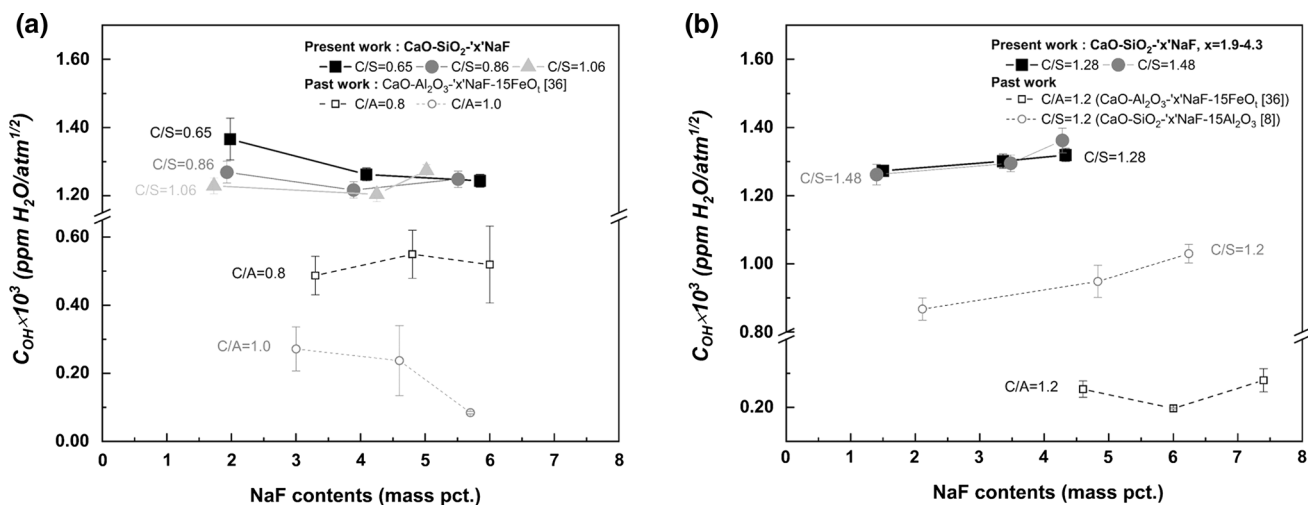 (a)
Present work : CaO-SiO₂-'x'NaF
C/S=0.65 C/S=0.86 C/S=1.06
Past work : CaO-Al₂O₃-'x'NaF-15FeOₜ [36]
C/A=0.8 C/A=1.0
C/S=0.65
C/S=0.86
C/S=1.06
C/A=0.8
C/A=1.0
1.60
1.40
1.20
0.60
0.40
0.20
0.00
C_OH×10³ (ppm H₂O/atm^1/2)
0 1 2 3 4 5 6 7 8
NaF contents (mass pct.)
(b)
Present work : CaO-SiO₂-'x'NaF, x=1.9-4.3
C/S=1.28 C/S=1.48
Past work
C/A=1.2 (CaO-Al₂O₃-'x'NaF-15FeOₜ [36])
C/S=1.2 (CaO-SiO₂-'x'NaF-15Al₂O₃ [8])
C/S=1.28
C/S=1.48
C/S=1.2
C/A=1.2
1.60
1.40
1.20
1.00
0.80
0.20
C_OH×10³ (ppm H₂O/atm^1/2)
0 1 2 3 4 5 6 7 8
NaF contents (mass pct.)